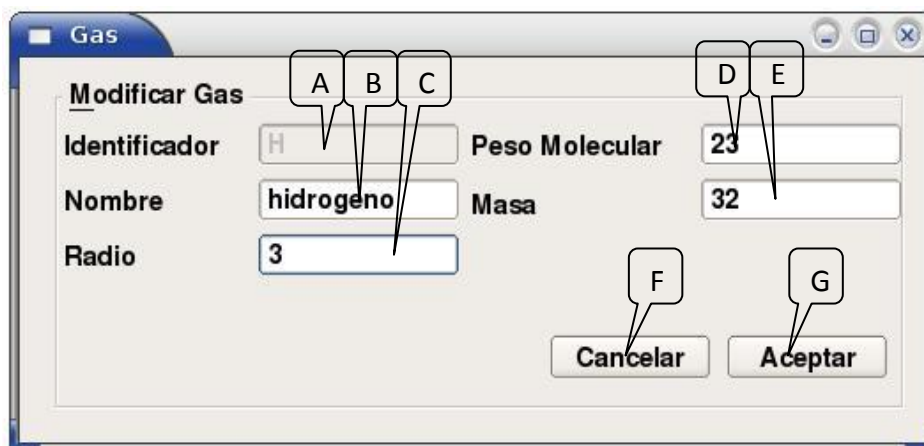 Gas
A B C D E
Modificar Gas
Identificador H Peso Molecular 23
Nombre hidrogeno Masa 32
Radio 3
F G
Cancelar Aceptar